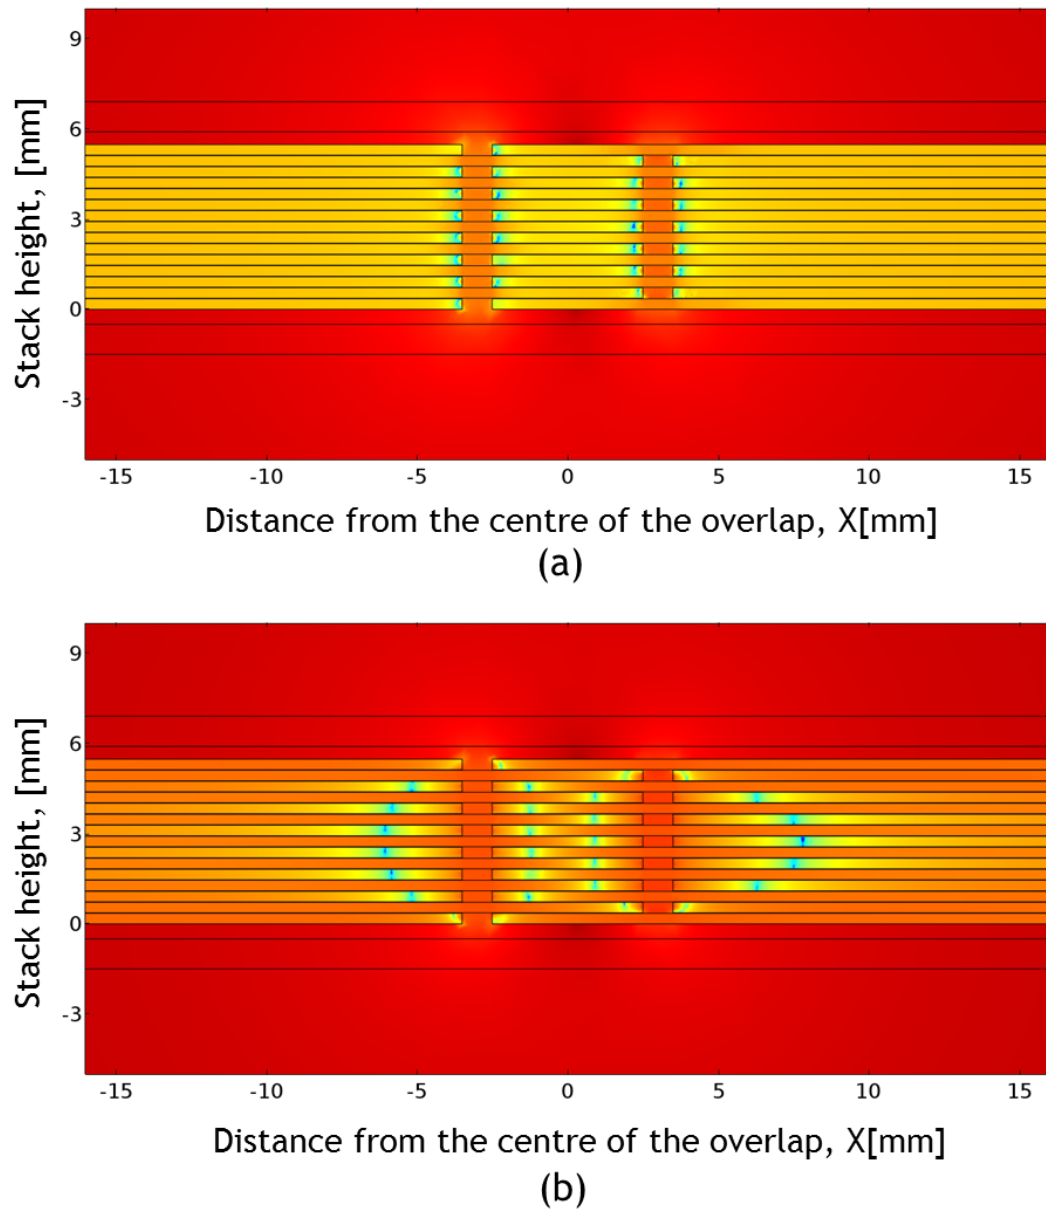 9
6
3
0
-3
Stack height, [mm]
-15 -10 -5 0 5 10 15
Distance from the centre of the overlap, X[mm]
(a)
9
6
3
0
-3
Stack height, [mm]
-15 -10 -5 0 5 10 15
Distance from the centre of the overlap, X[mm]
(b)